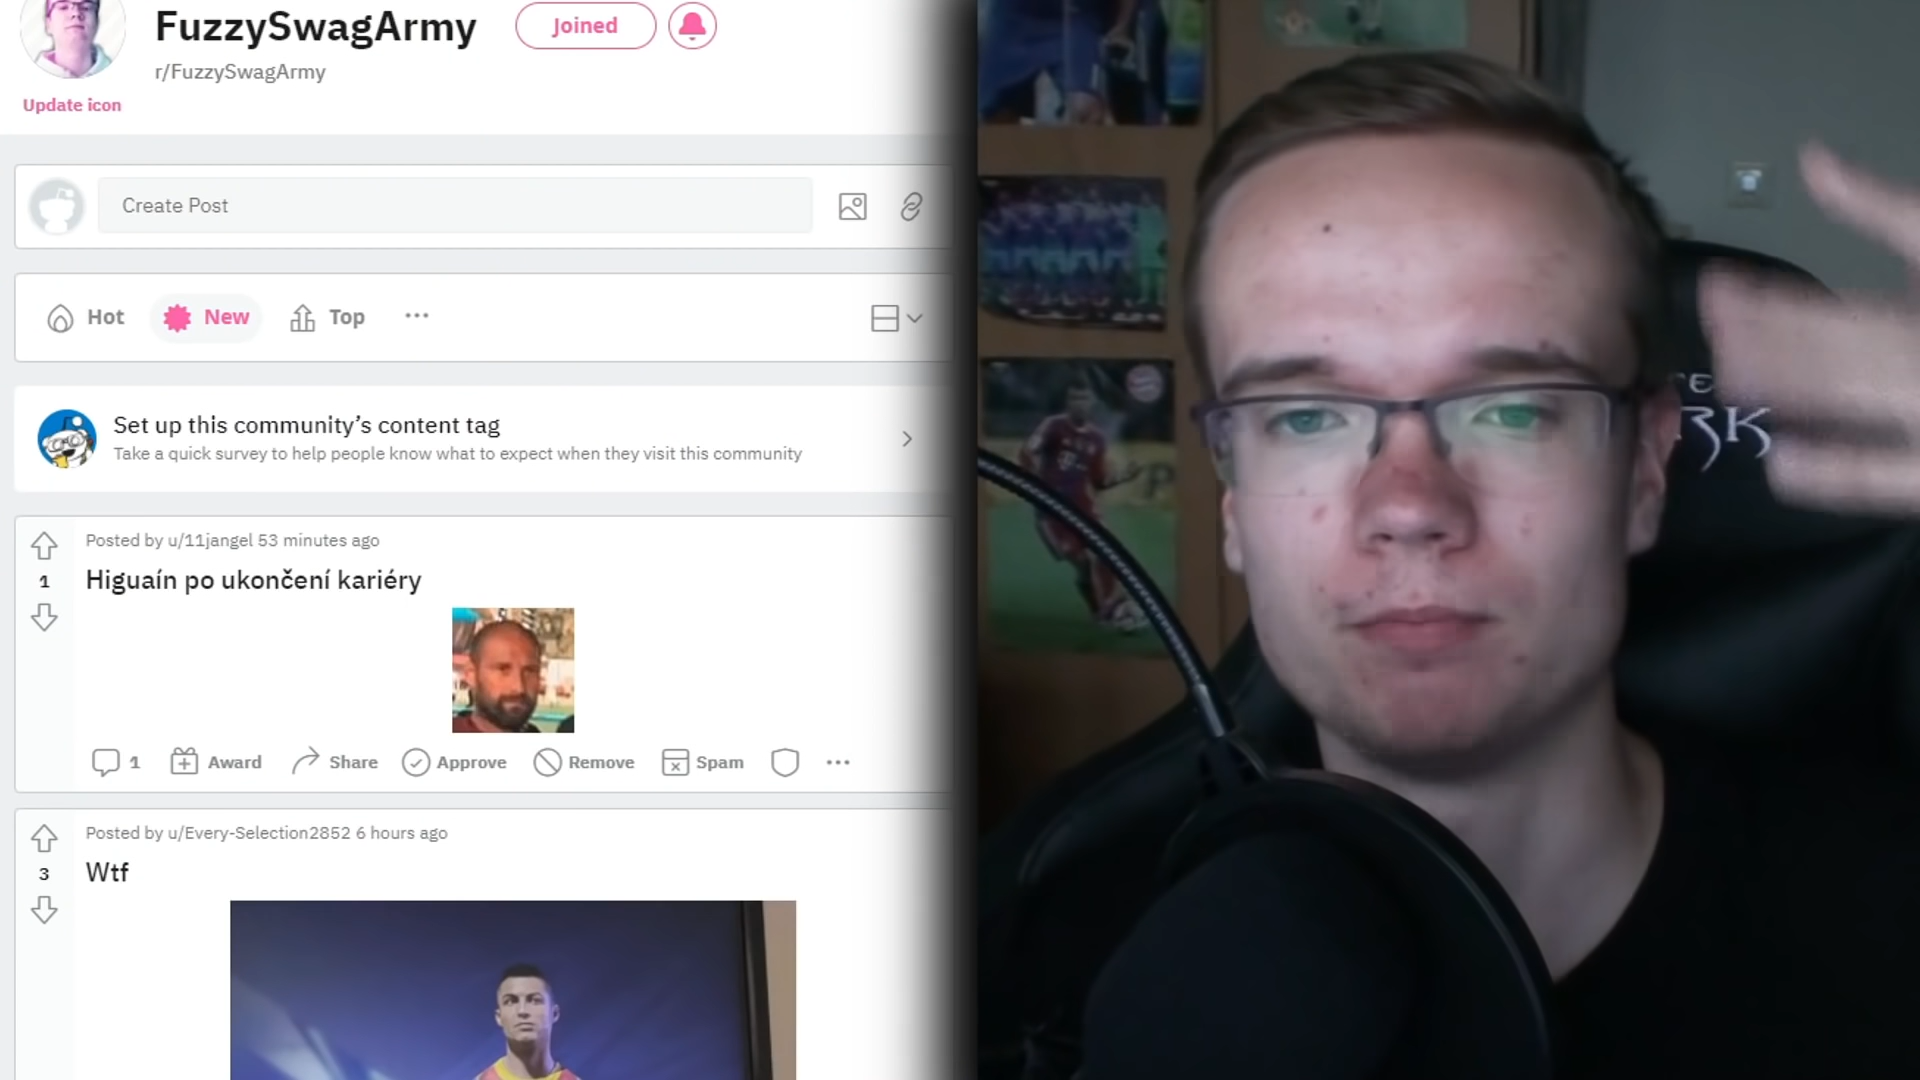 FuzzySwagArmy
Joined
r/FuzzySwagArmy
Update icon
Create Post
Hot
New
Top
Set up this community’s content tag
Take a quick survey to help people know what to expect when they visit this community
Posted by u/11jangel 53 minutes ago
1
Higuaín po ukončení kariéry
1
Award
Share
Approve
Remove
Spam
Posted by u/Every-Selection2852 6 hours ago
3
Wtf